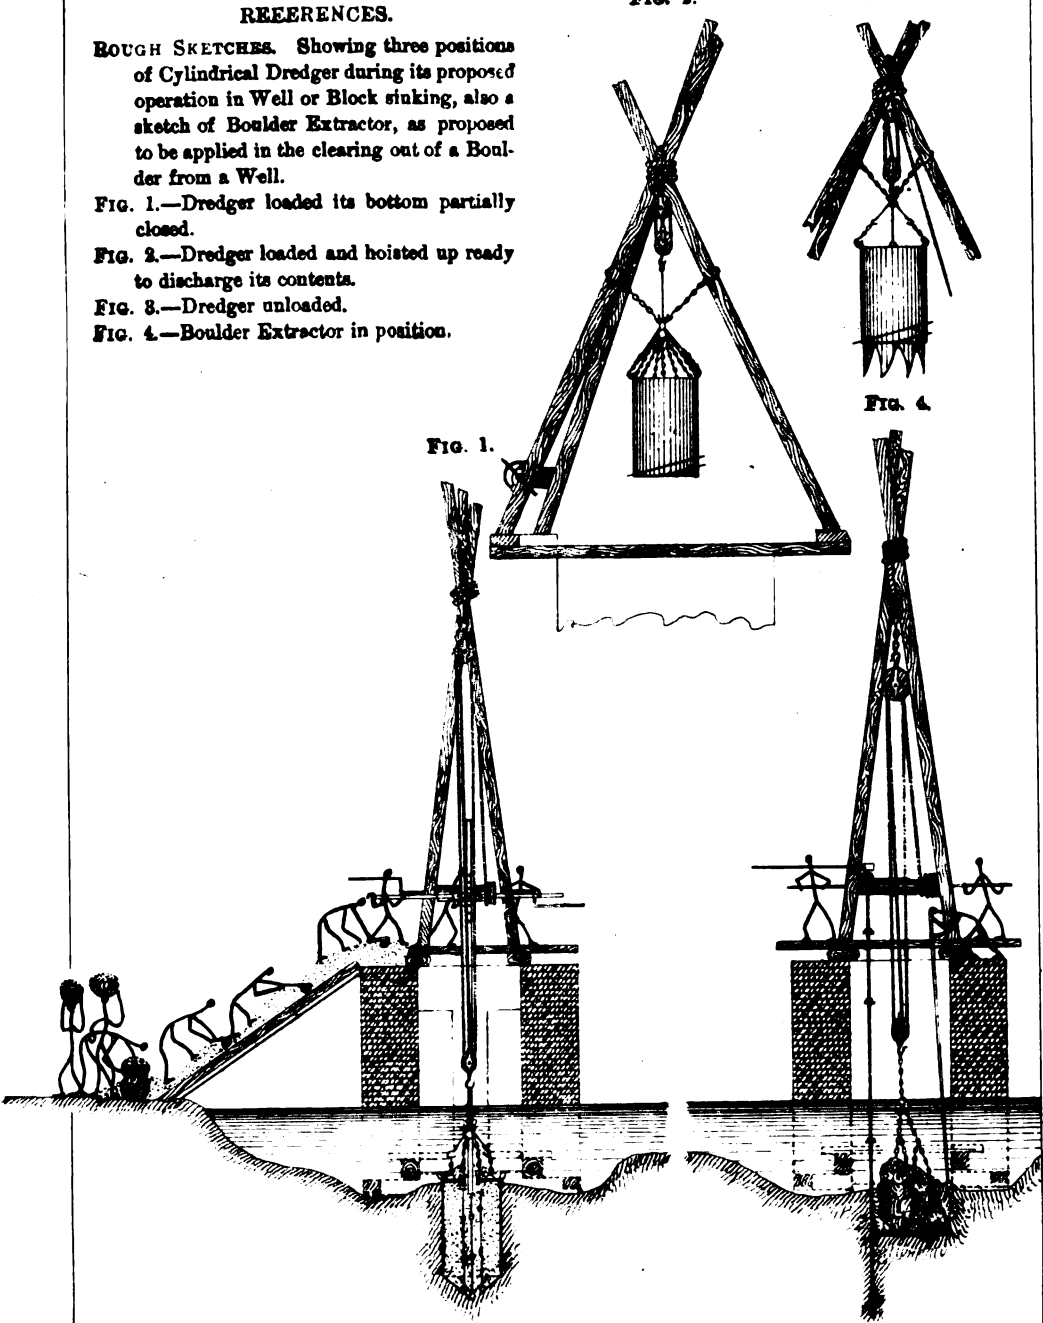 REFERENCES.
ROUGH SKETCHES. Showing three positions
of Cylindrical Dredger during its proposed
operation in Well or Block sinking, also a
sketch of Boulder Extractor, as proposed
to be applied in the clearing out of a Boul-
der from a Well.
FIG. 1.—Dredger loaded its bottom partially
closed.
FIG. 2.—Dredger loaded and hoisted up ready
to discharge its contents.
FIG. 3.—Dredger unloaded.
FIG. 4.—Boulder Extractor in position.
FIG. 2.
FIG. 4.
FIG. 1.